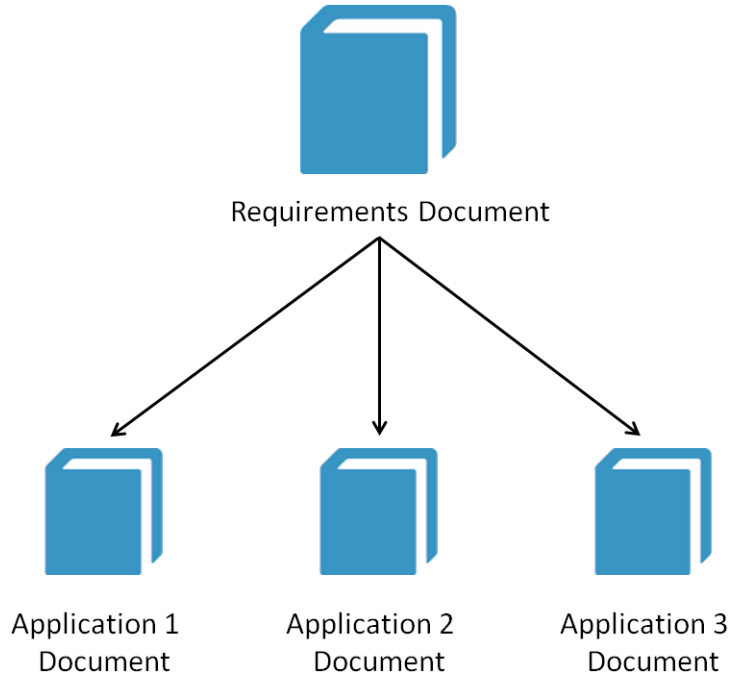 Requirements Document
Application 1
Document
Application 2
Document
Application 3
Document